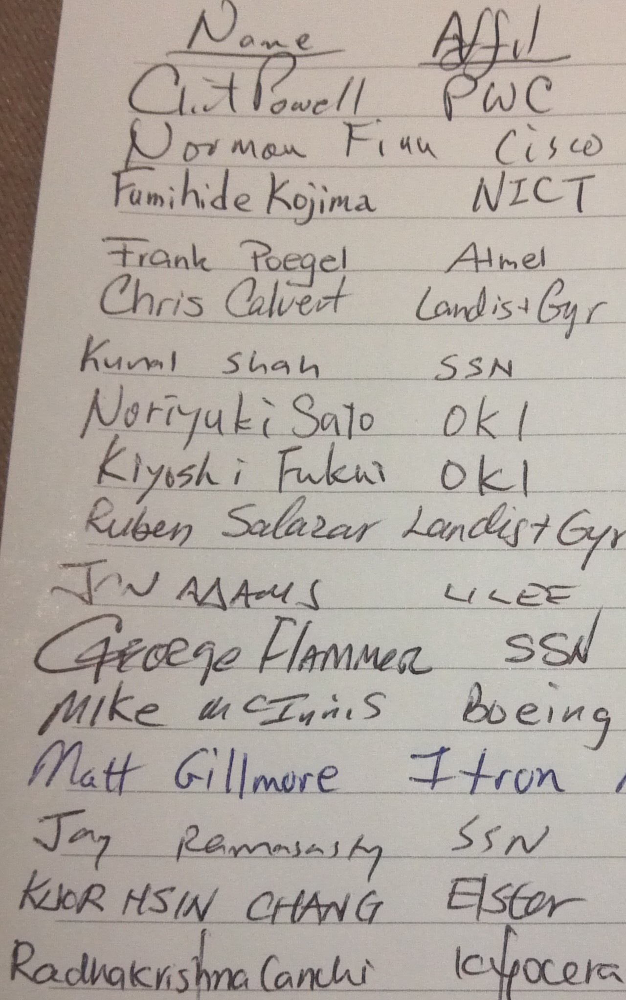 Name Affil
Clint Powell PWC
Norman Finn Cisco
Fumihide Kojima NICT
Frank Poegel Atmel
Chris Calvert Landis+Gyr
Kunal Shah SSN
Noriyuki Sato OKI
Kiyoshi Fukui OKI
Ruben Salazar Landis+Gyr
Jon ADAMS LILEE
George Flammer SSN
Mike McInnis Boeing
Matt Gillmore Itron
Jay Ramasastry SSN
KUOR HSIN CHANG Elster
Radhakrishna Canchi Kyocera